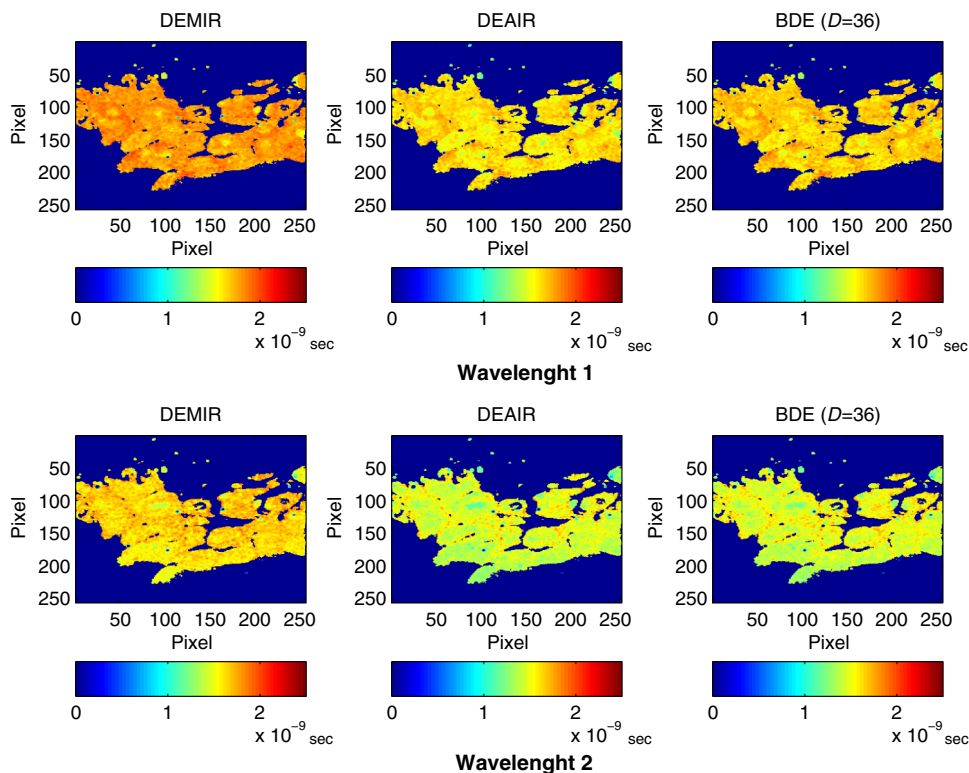 DEMIR DEAIR BDE (D=36)
50 50 50
100 100 100
150 150 150
200 200 200
250 250 250
Pixel Pixel Pixel
50 100 150 200 250 50 100 150 200 250 50 100 150 200 250
Pixel Pixel Pixel
0 1 2 0 1 2 0 1 2
x 10⁻⁹ sec x 10⁻⁹ sec x 10⁻⁹ sec
Wavelenght 1
DEMIR DEAIR BDE (D=36)
50 50 50
100 100 100
150 150 150
200 200 200
250 250 250
Pixel Pixel Pixel
50 100 150 200 250 50 100 150 200 250 50 100 150 200 250
Pixel Pixel Pixel
0 1 2 0 1 2 0 1 2
x 10⁻⁹ sec x 10⁻⁹ sec x 10⁻⁹ sec
Wavelenght 2